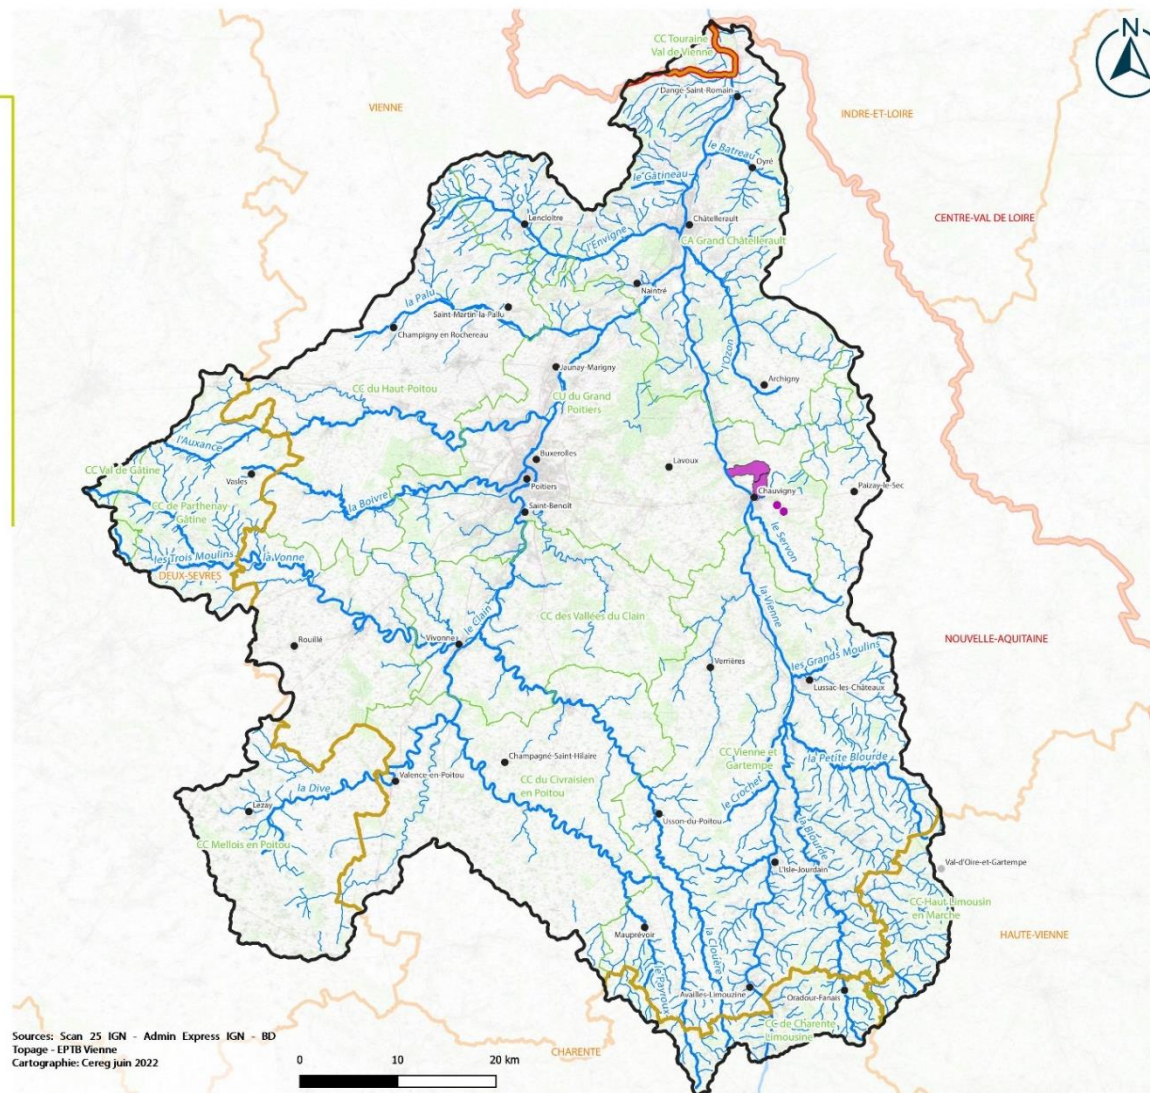 N
CC Touraine
Val de Vienne
VIENNE
Dangé-Saint-Romain
INDRE-ET-LOIRE
le Batreau
Oyré
le Gâtineau
Lencloître
Châtellerault
CENTRE-VAL DE LOIRE
l'Envigne
CA Grand Châtellerault
Naintré
la Palu
Saint-Martin-la-Pallu
Champigny en Rochereau
l'Ozon
Jaunay-Marigny
Archigny
CC du Haut-Poitou
CU du Grand
Poitiers
l'Auxance
Buxerolles
Lavoux
CC Val de Gâtine
Vasles
Poitiers
Chauvigny
Paizay-le-Sec
la Boivre
CC de Parthenay-
Gâtine
Saint-Benoît
le Servon
les Trois Moulins
la Vonne
DEUX-SEVRES
la Vienne
CC des Vallées du Clain
le Clain
Rouillé
Vivonne
NOUVELLE-AQUITAINE
les Grands Moulins
Verrières
Lussac-les-Châteaux
CC Vienne et
Gartempe
la Petite Blourde
Champagné-Saint-Hilaire
Valence-en-Poitou
CC du Civraisien
en Poitou
la Dive
le Crochet
Lezay
Usson-du-Poitou
la Blourde
CC Mellois en Poitou
L'Isle-Jourdain
Val-d'Oire-et-Gartempe
CC Haut Limousin
en Marche
Mauprévoir
la Clouère
HAUTE-VIENNE
le Payroux
Availles-Limouzine
Oradour-Fanais
CC de Charente
Limousine
CHARENTE
Sources: Scan 25 IGN - Admin Express IGN - BD
Topage - EPTB Vienne
Cartographie: Cereg juin 2022
0 10 20 km